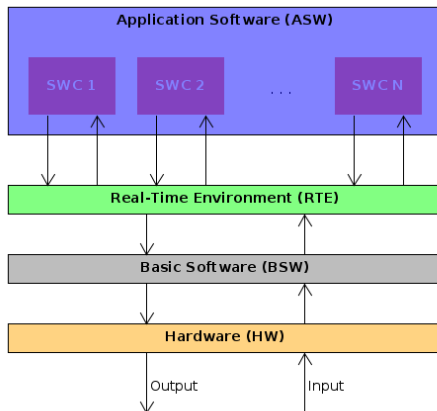 Application Software (ASW)
SWC 1 SWC 2 ... SWC N
Real-Time Environment (RTE)
Basic Software (BSW)
Hardware (HW)
Output Input